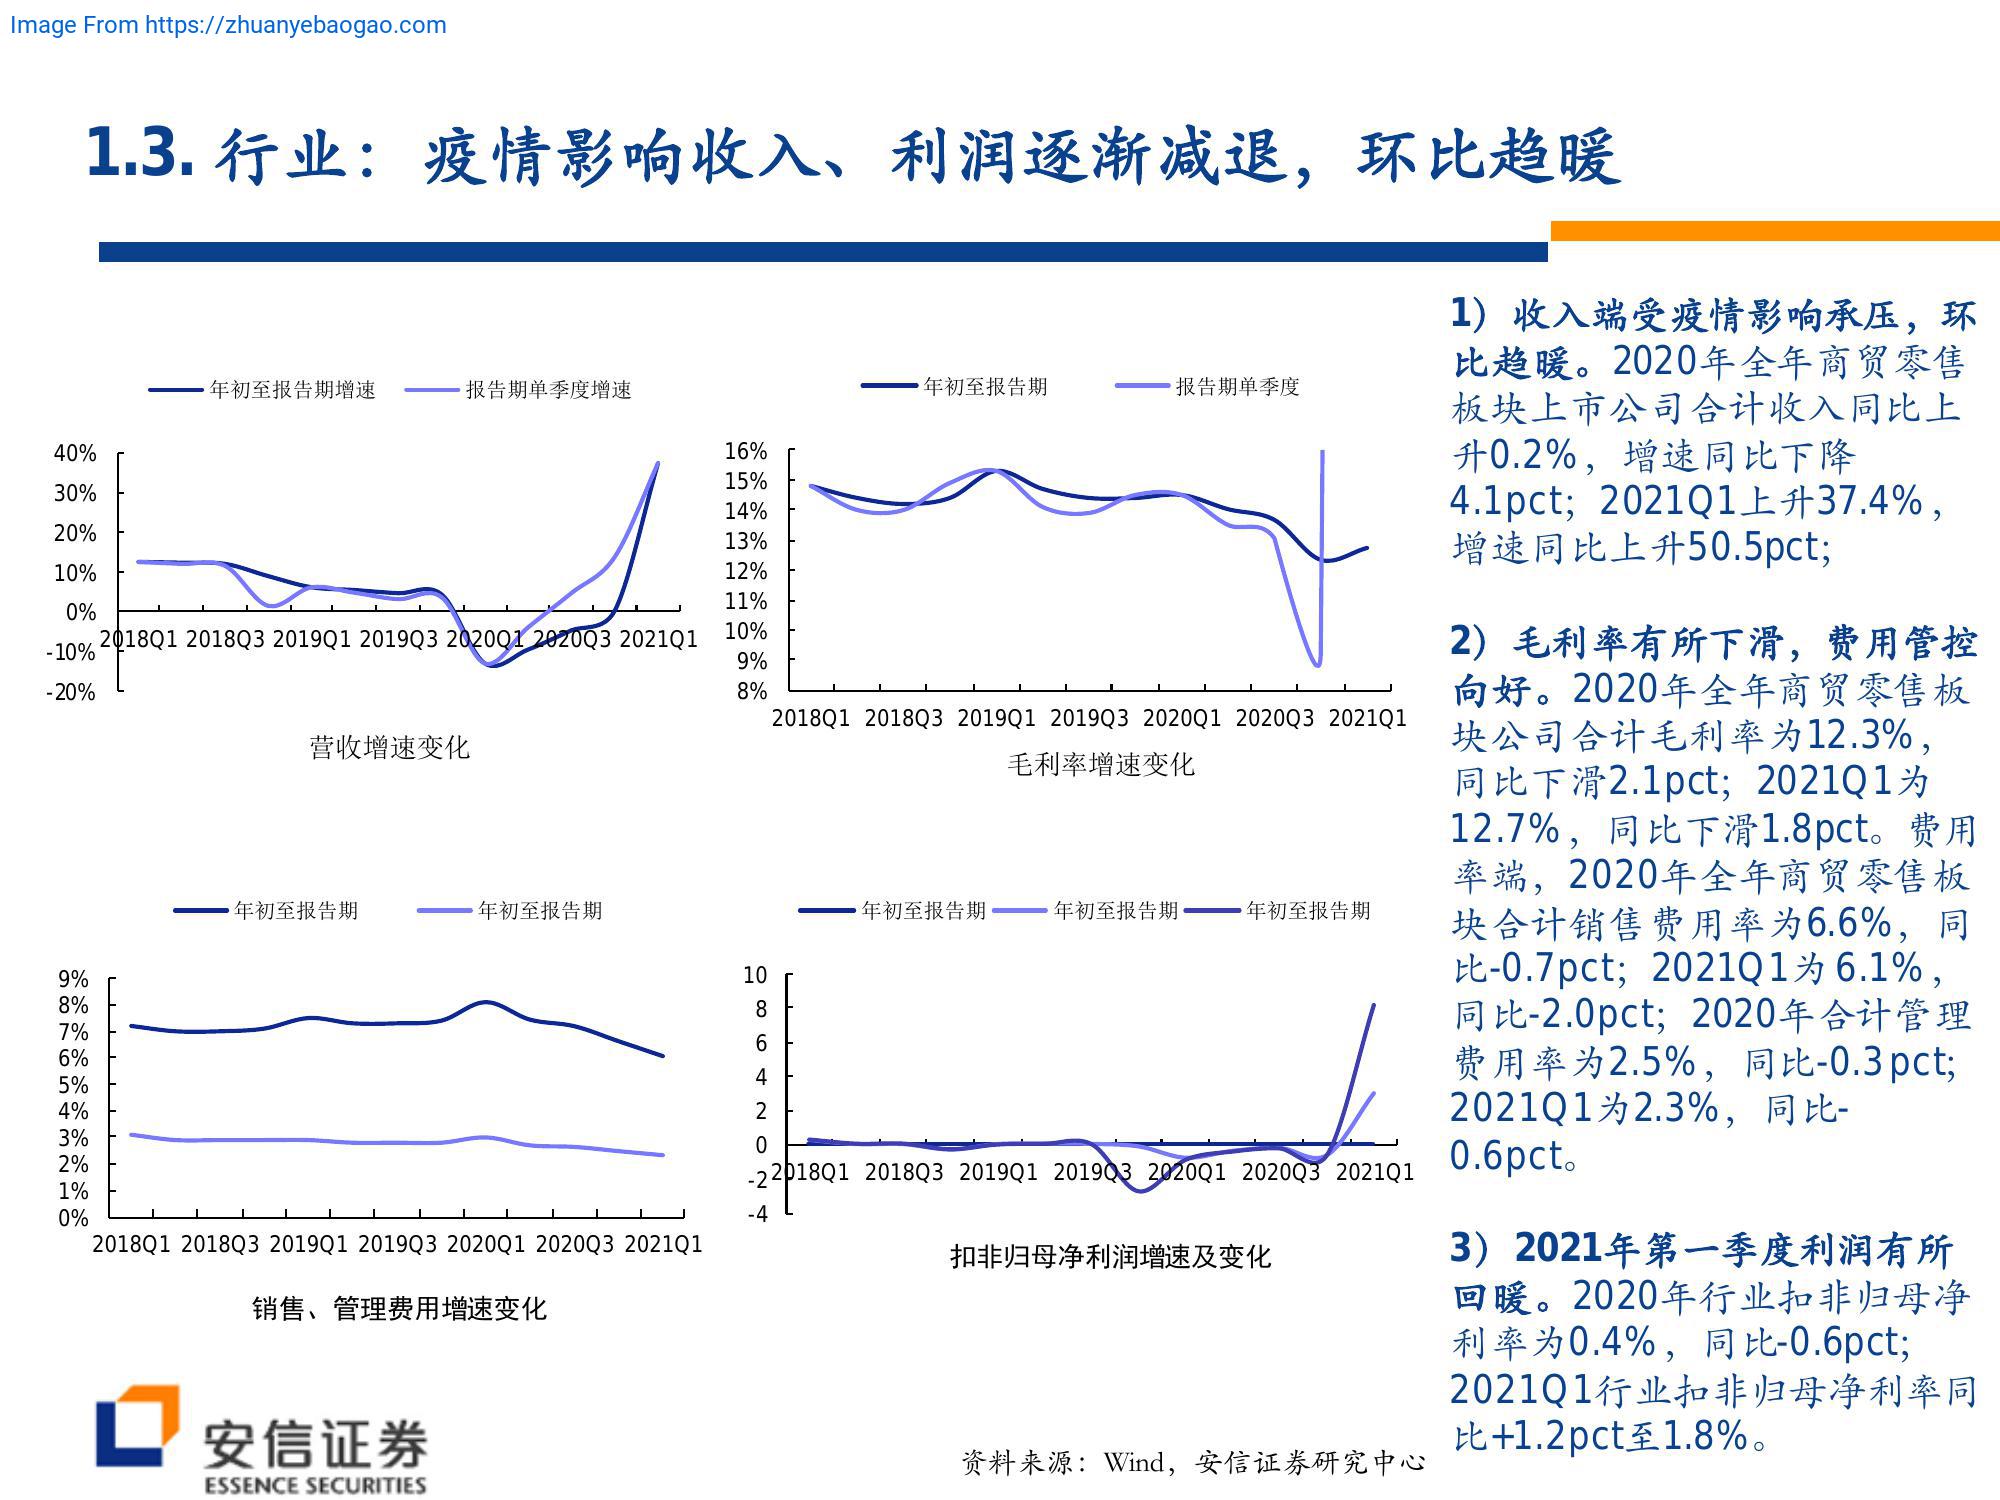 Image From https://zhuanyebaogao.com
1.3. 行业：疫情影响收入、利润逐渐减退，环比趋暖
年初至报告期增速 报告期单季度增速
40%
30%
20%
10%
0%
-10%
-20%
2018Q1 2018Q3 2019Q1 2019Q3 2020Q1 2020Q3 2021Q1
营收增速变化
年初至报告期 报告期单季度
16%
15%
14%
13%
12%
11%
10%
9%
8%
2018Q1 2018Q3 2019Q1 2019Q3 2020Q1 2020Q3 2021Q1
毛利率增速变化
年初至报告期 年初至报告期
9%
8%
7%
6%
5%
4%
3%
2%
1%
0%
2018Q1 2018Q3 2019Q1 2019Q3 2020Q1 2020Q3 2021Q1
销售、管理费用增速变化
年初至报告期 年初至报告期 年初至报告期
10
8
6
4
2
0
-2
-4
2018Q1 2018Q3 2019Q1 2019Q3 2020Q1 2020Q3 2021Q1
扣非归母净利润增速及变化
1）收入端受疫情影响承压，环
比趋暖。2020年全年商贸零售
板块上市公司合计收入同比上
升0.2%，增速同比下降
4.1pct；2021Q1上升37.4%，
增速同比上升50.5pct；
2）毛利率有所下滑，费用管控
向好。2020年全年商贸零售板
块公司合计毛利率为12.3%，
同比下滑2.1pct；2021Q1为
12.7%，同比下滑1.8pct。费用
率端，2020年全年商贸零售板
块合计销售费用率为6.6%，同
比-0.7pct；2021Q1为6.1%，
同比-2.0pct；2020年合计管理
费用率为2.5%，同比-0.3pct；
2021Q1为2.3%，同比-
0.6pct。
3）2021年第一季度利润有所
回暖。2020年行业扣非归母净
利率为0.4%，同比-0.6pct；
2021Q1行业扣非归母净利率同
比+1.2pct至1.8%。
安信证券
ESSENCE SECURITIES
资料来源：Wind，安信证券研究中心